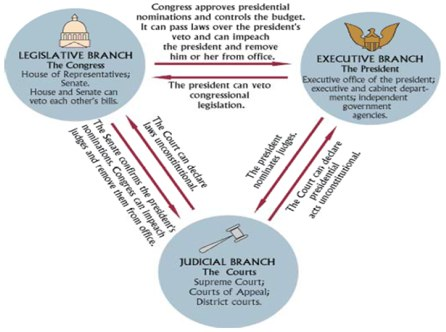 Congress approves presidential
nominations and controls the budget.
It can pass laws over the president's
veto and can impeach
the president and remove
him or her from office.
The president can veto
congressional
legislation.
LEGISLATIVE BRANCH
The Congress
House of Representatives;
Senate.
House and Senate can
veto each other's bills.
EXECUTIVE BRANCH
The President
Executive office of the president;
executive and cabinet depart-
ments; independent
government
agencies.
The Court can declare
laws unconstitutional.
The Senate confirms the president's
nominations. Congress can impeach
judges and remove them from office.
The president
nominates judges.
The Court can declare
presidential
acts unconstitutional.
JUDICIAL BRANCH
The Courts
Supreme Court;
Courts of Appeal;
District courts.